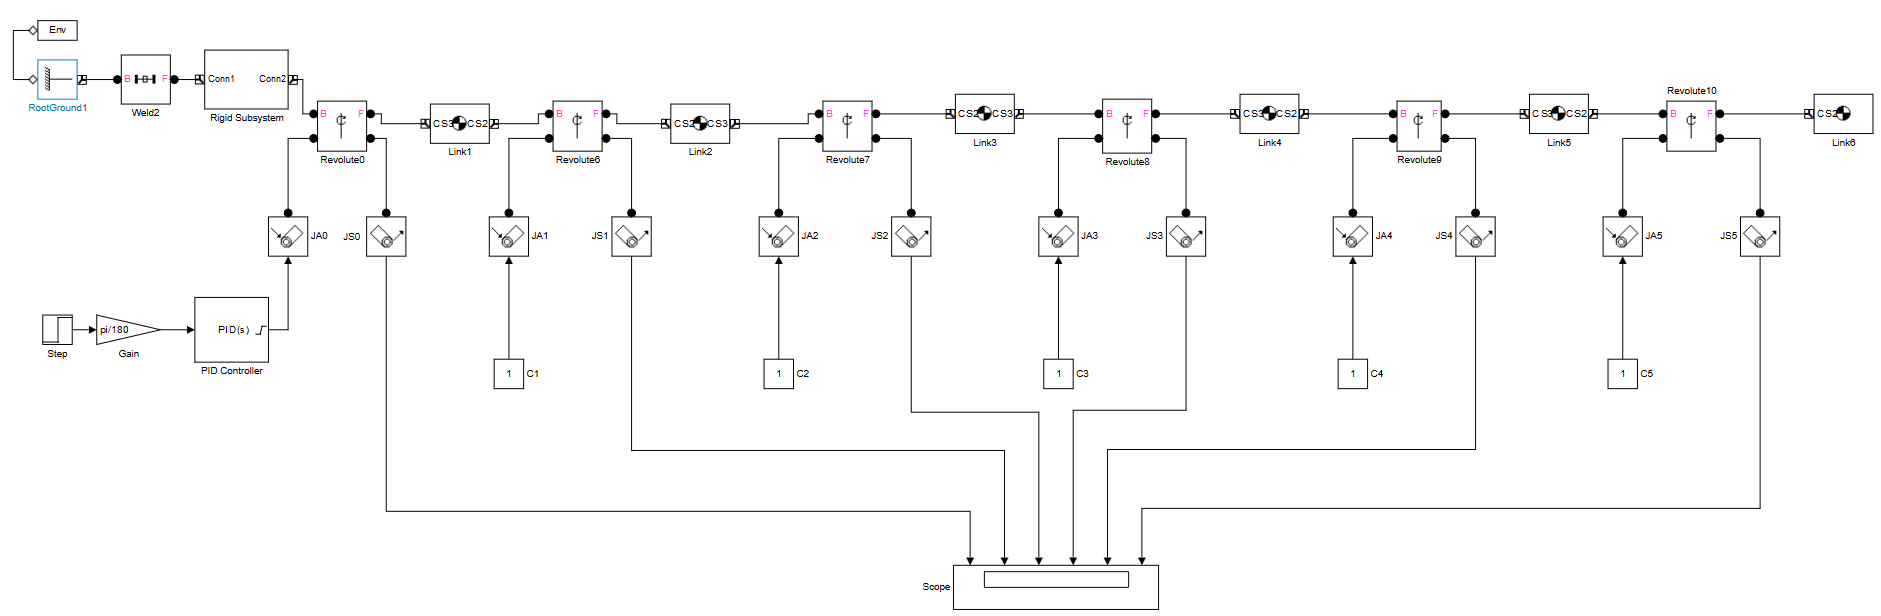 Env
RootGround1
B F
Weld2
Conn1 Conn2
Rigid Subsystem
B F
Revolute0
CS3 CS2
Link1
B F
Revolute6
CS2 CS3
Link2
B F
Revolute7
CS2 CS3
Link3
B F
Revolute8
CS3 CS2
Link4
B F
Revolute9
CS3 CS2
Link5
Revolute10
B F
CS2
Link6
JA0
JS0
JA1
JS1
JA2
JS2
JA3
JS3
JA4
JS4
JA5
JS5
Step
pi/180
Gain
PID(s)
PID Controller
1 C1
1 C2
1 C3
1 C4
1 C5
Scope